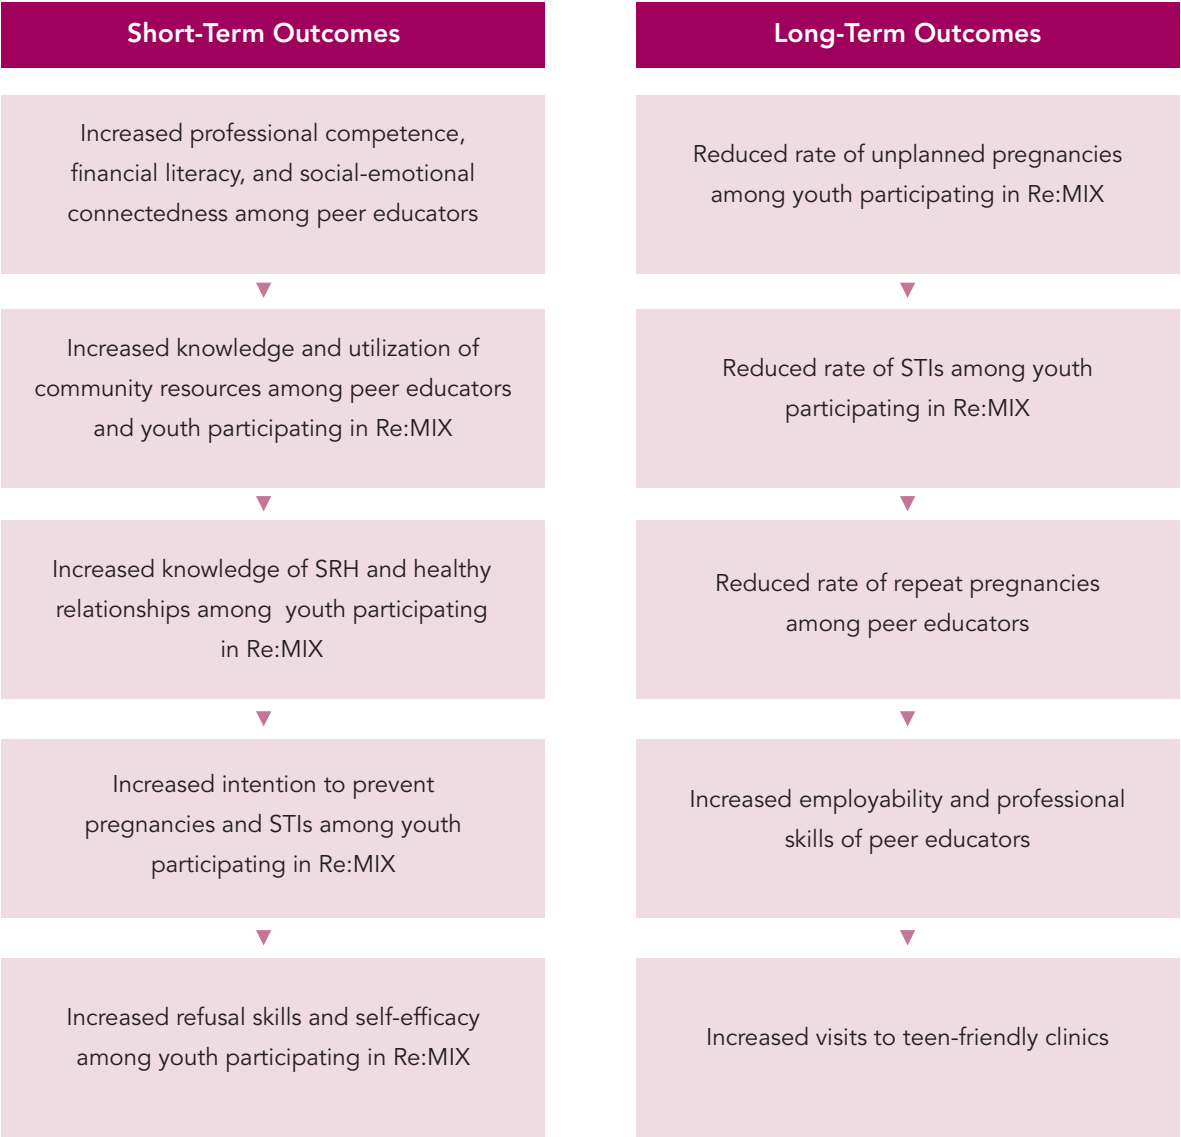 Short-Term Outcomes
Increased professional competence,
financial literacy, and social-emotional
connectedness among peer educators
Increased knowledge and utilization of
community resources among peer educators
and youth participating in Re:MIX
Increased knowledge of SRH and healthy
relationships among  youth participating
in Re:MIX
Increased intention to prevent
pregnancies and STIs among youth
participating in Re:MIX
Increased refusal skills and self-efficacy
among youth participating in Re:MIX
Long-Term Outcomes
Reduced rate of unplanned pregnancies
among youth participating in Re:MIX
Reduced rate of STIs among youth
participating in Re:MIX
Reduced rate of repeat pregnancies
among peer educators
Increased employability and professional
skills of peer educators
Increased visits to teen-friendly clinics